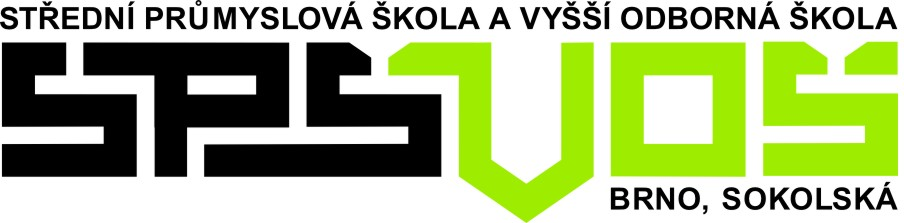 STŘEDNÍ PRŮMYSLOVÁ ŠKOLA A VYŠŠÍ ODBORNÁ ŠKOLA
SPŠVOŠ
BRNO, SOKOLSKÁ